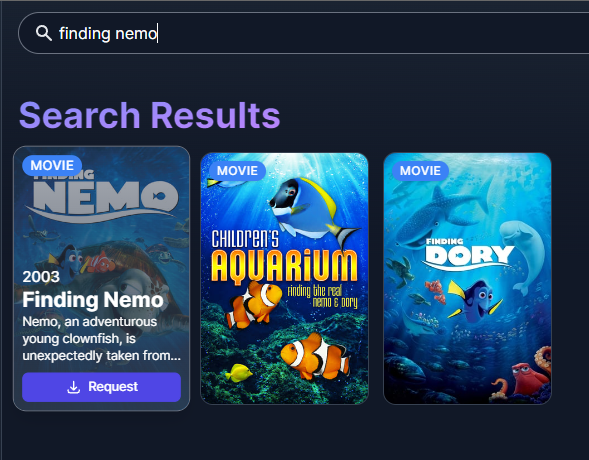 finding nemo
Search Results
MOVIE
FINDING
NEMO
2003
Finding Nemo
Nemo, an adventurous
young clownfish, is
unexpectedly taken from...
Request
MOVIE
CHILDREN'S
AQUARIUM
finding the real
nemo & dory
MOVIE
FINDING
DORY